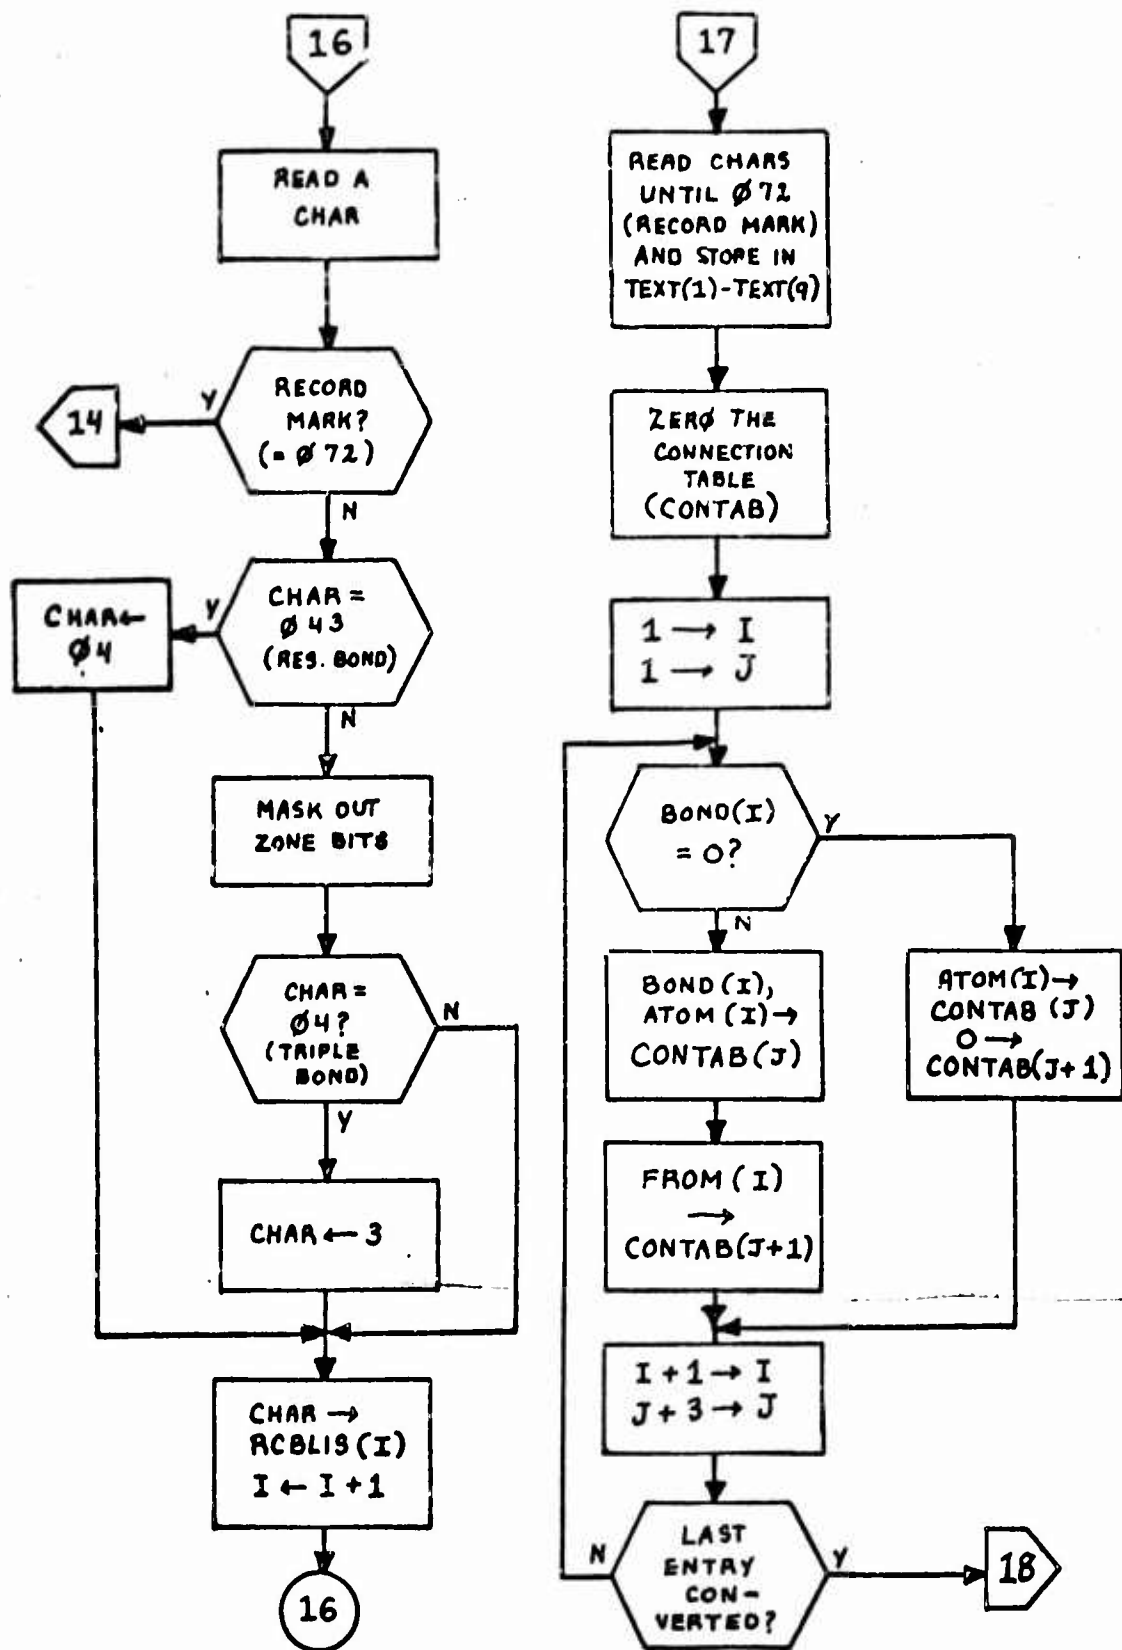 16
READ A
CHAR
RECORD
MARK?
(= Ø 72)
Y
14
N
CHAR =
Ø 43
(RES. BOND)
Y
CHAR←
Ø4
N
MASK OUT
ZONE BITS
CHAR=
Ø4?
(TRIPLE
BOND)
N
Y
CHAR ← 3
CHAR →
RCBLIS(I)
I ← I + 1
16
17
READ CHARS
UNTIL Ø 72
(RECORD MARK)
AND STORE IN
TEXT(1)-TEXT(9)
ZERØ THE
CONNECTION
TABLE
(CONTAB)
1 → I
1 → J
BOND(I)
= 0?
Y
N
BOND (I),
ATOM (I)→
CONTAB(J)
ATOM(I)→
CONTAB (J)
0 →
CONTAB(J+1)
FROM (I)
→
CONTAB(J+1)
I + 1 → I
J + 3 → J
LAST
ENTRY
CON-
VERTED?
N
Y
18